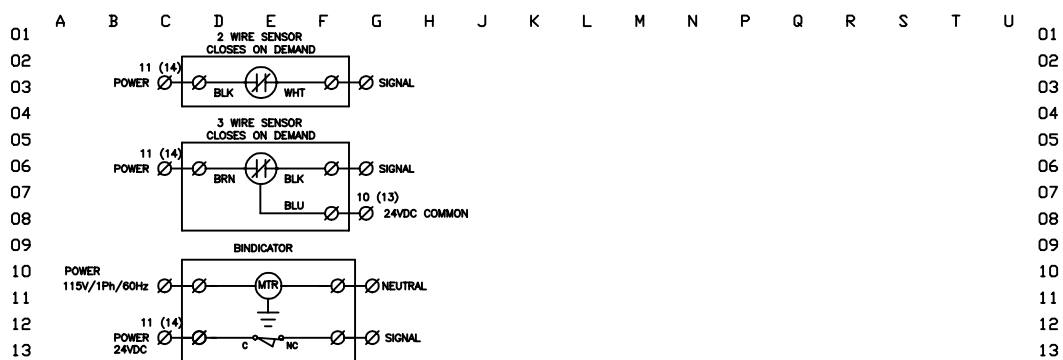 A B C D E F G H J K L M N P Q R S T U
01 2 WIRE SENSOR 01
CLOSES ON DEMAND
02 11 (14) 02
03 POWER BLK WHT SIGNAL 03
04 04
3 WIRE SENSOR
05 CLOSES ON DEMAND 05
11 (14)
06 POWER BRN BLK SIGNAL 06
07 10 (13) 07
08 BLU 24VDC COMMON 08
09 BINDICATOR 09
10 POWER 10
115V/1Ph/60Hz MTR NEUTRAL
11 11
12 11 (14) 12
POWER C NC SIGNAL
13 24VDC 13